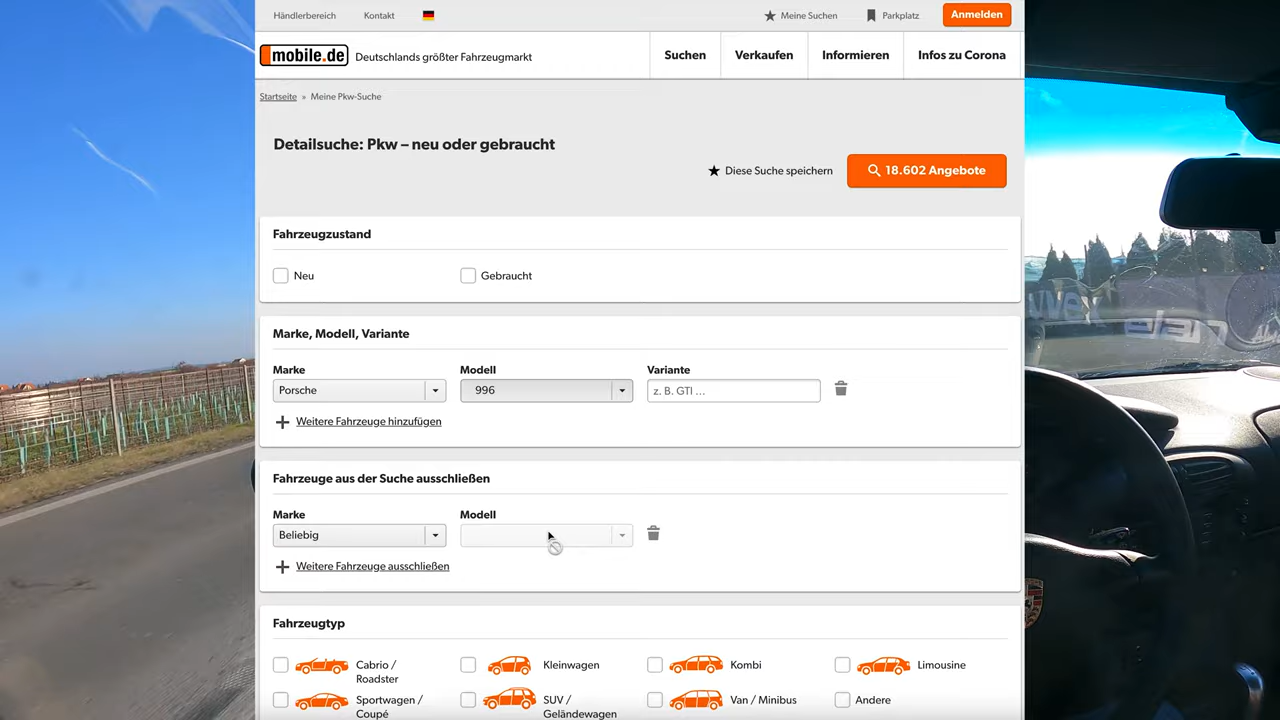 Händlerbereich Kontakt Meine Suchen Parkplatz Anmelden
mobile.de Deutschlands größter Fahrzeugmarkt Suchen Verkaufen Informieren Infos zu Corona
Startseite » Meine Pkw-Suche
Detailsuche: Pkw – neu oder gebraucht
Diese Suche speichern 18.602 Angebote
Fahrzeugzustand
Neu Gebraucht
Marke, Modell, Variante
Marke Modell Variante
Porsche 996 z. B. GTI ...
Weitere Fahrzeuge hinzufügen
Fahrzeuge aus der Suche ausschließen
Marke Modell
Beliebig
Weitere Fahrzeuge ausschließen
Fahrzeugtyp
Cabrio / Roadster Kleinwagen Kombi Limousine
Sportwagen / Coupé SUV / Geländewagen Van / Minibus Andere